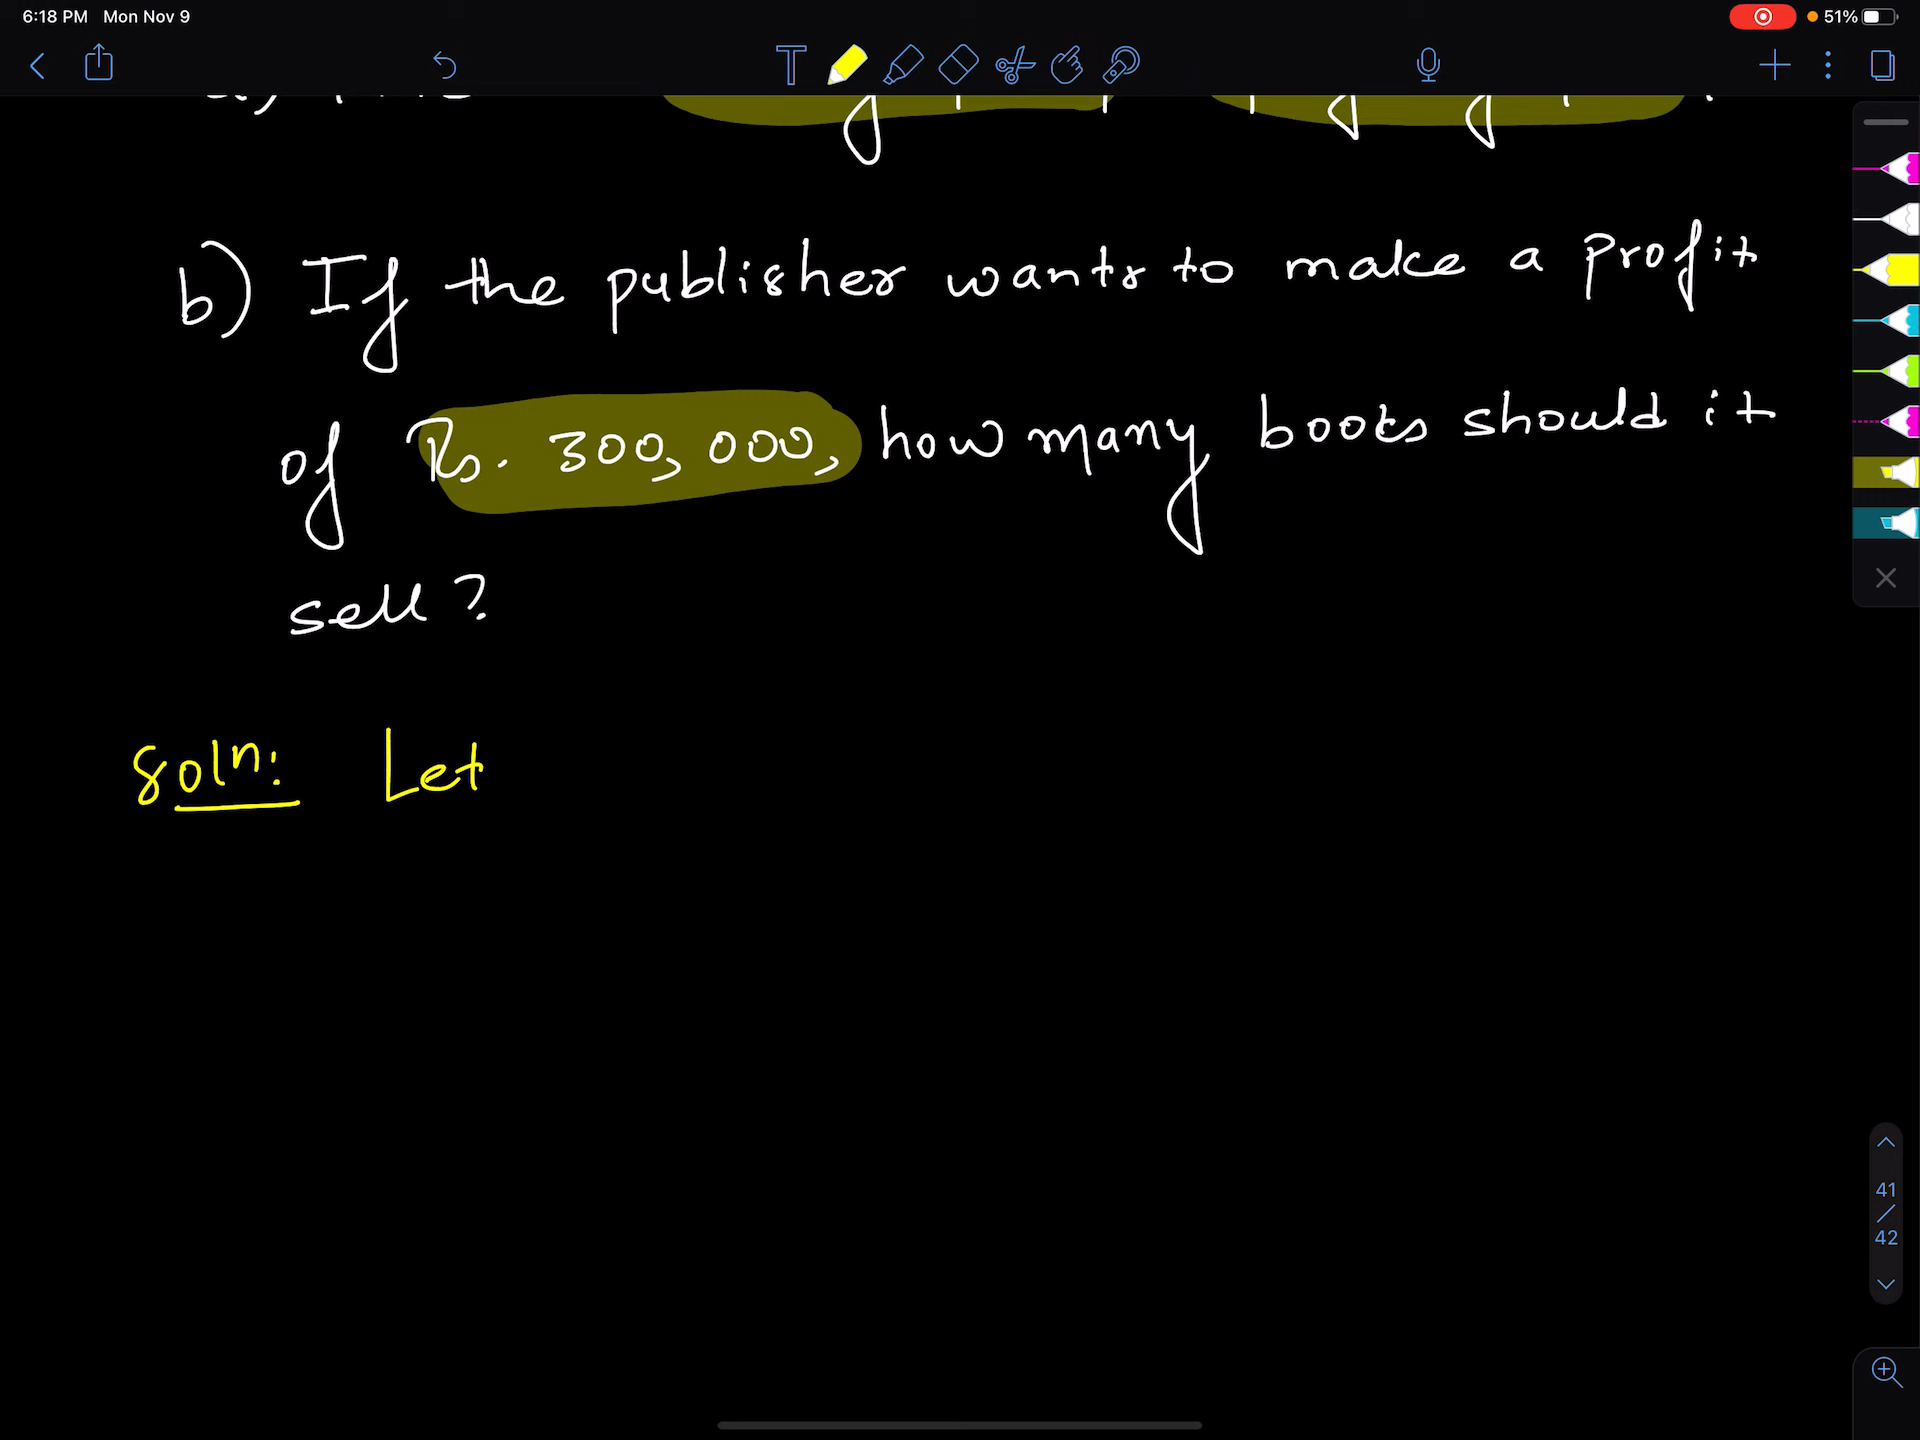 6:18 PM Mon Nov 9
51%
b) If the publisher wants to make a profit
of Rs. 300,000, how many books should it
sell?
Soln: Let
41
/
42